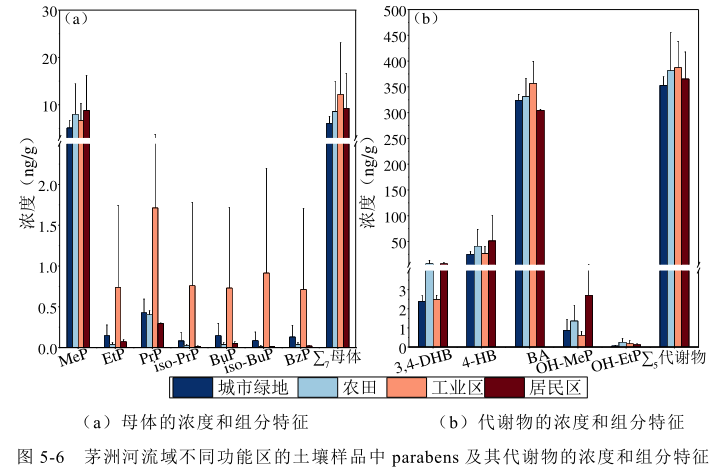 (a)
30
20
10
2.0
1.5
1.0
0.5
0.0
浓度 (ng/g)
MeP EtP PrP iso-PrP BuP iso-BuP BzP ∑7母体
(b)
500
450
400
350
300
250
200
150
100
50
3
2
1
0
浓度 (ng/g)
3,4-DHB 4-HB BA OH-MeP OH-EtP ∑5代谢物
城市绿地 农田 工业区 居民区
(a) 母体的浓度和组分特征 (b) 代谢物的浓度和组分特征
图 5-6 茅洲河流域不同功能区的土壤样品中 parabens 及其代谢物的浓度和组分特征